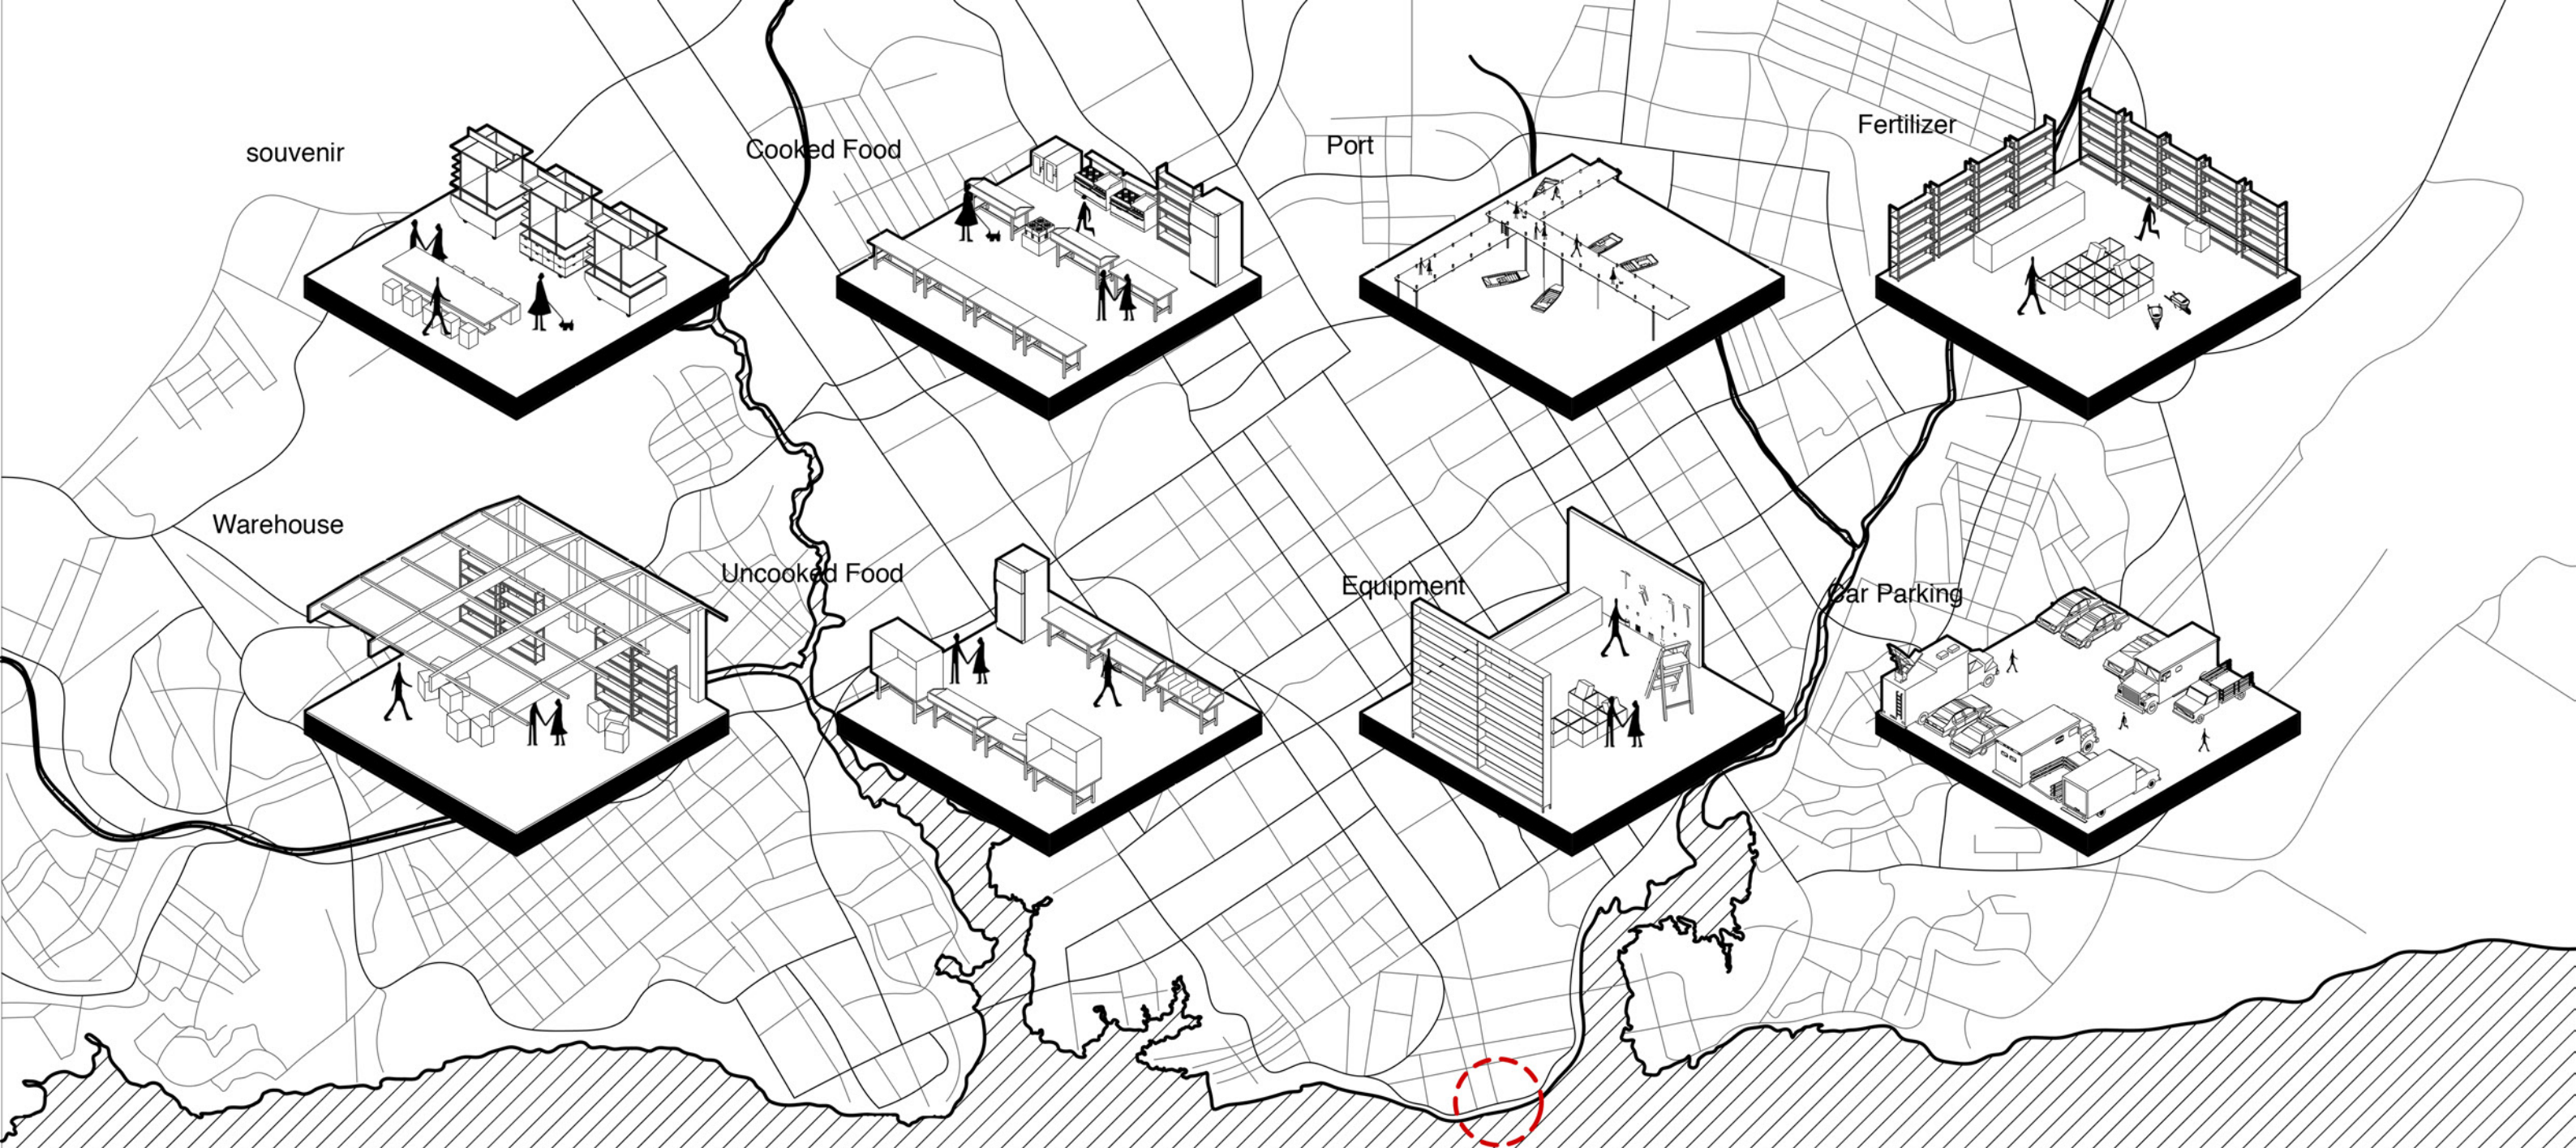 souvenir
Cooked Food
Port
Fertilizer
Warehouse
Uncooked Food
Equipment
Car Parking